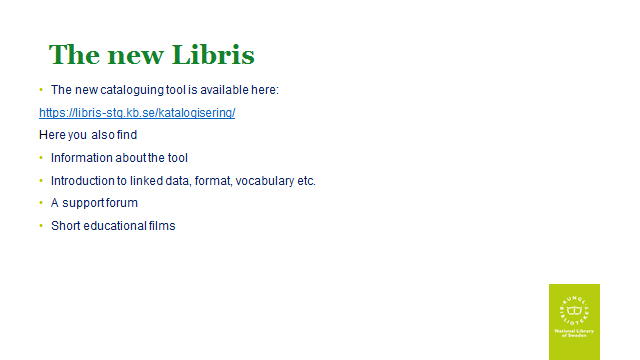 The new Libris
• The new cataloguing tool is available here:
https://libris-stg.kb.se/katalogisering/
Here you also find
• Information about the tool
• Introduction to linked data, format, vocabulary etc.
• A support forum
• Short educational films
KUNGL
BIBLIOTEKET
National Library
of Sweden